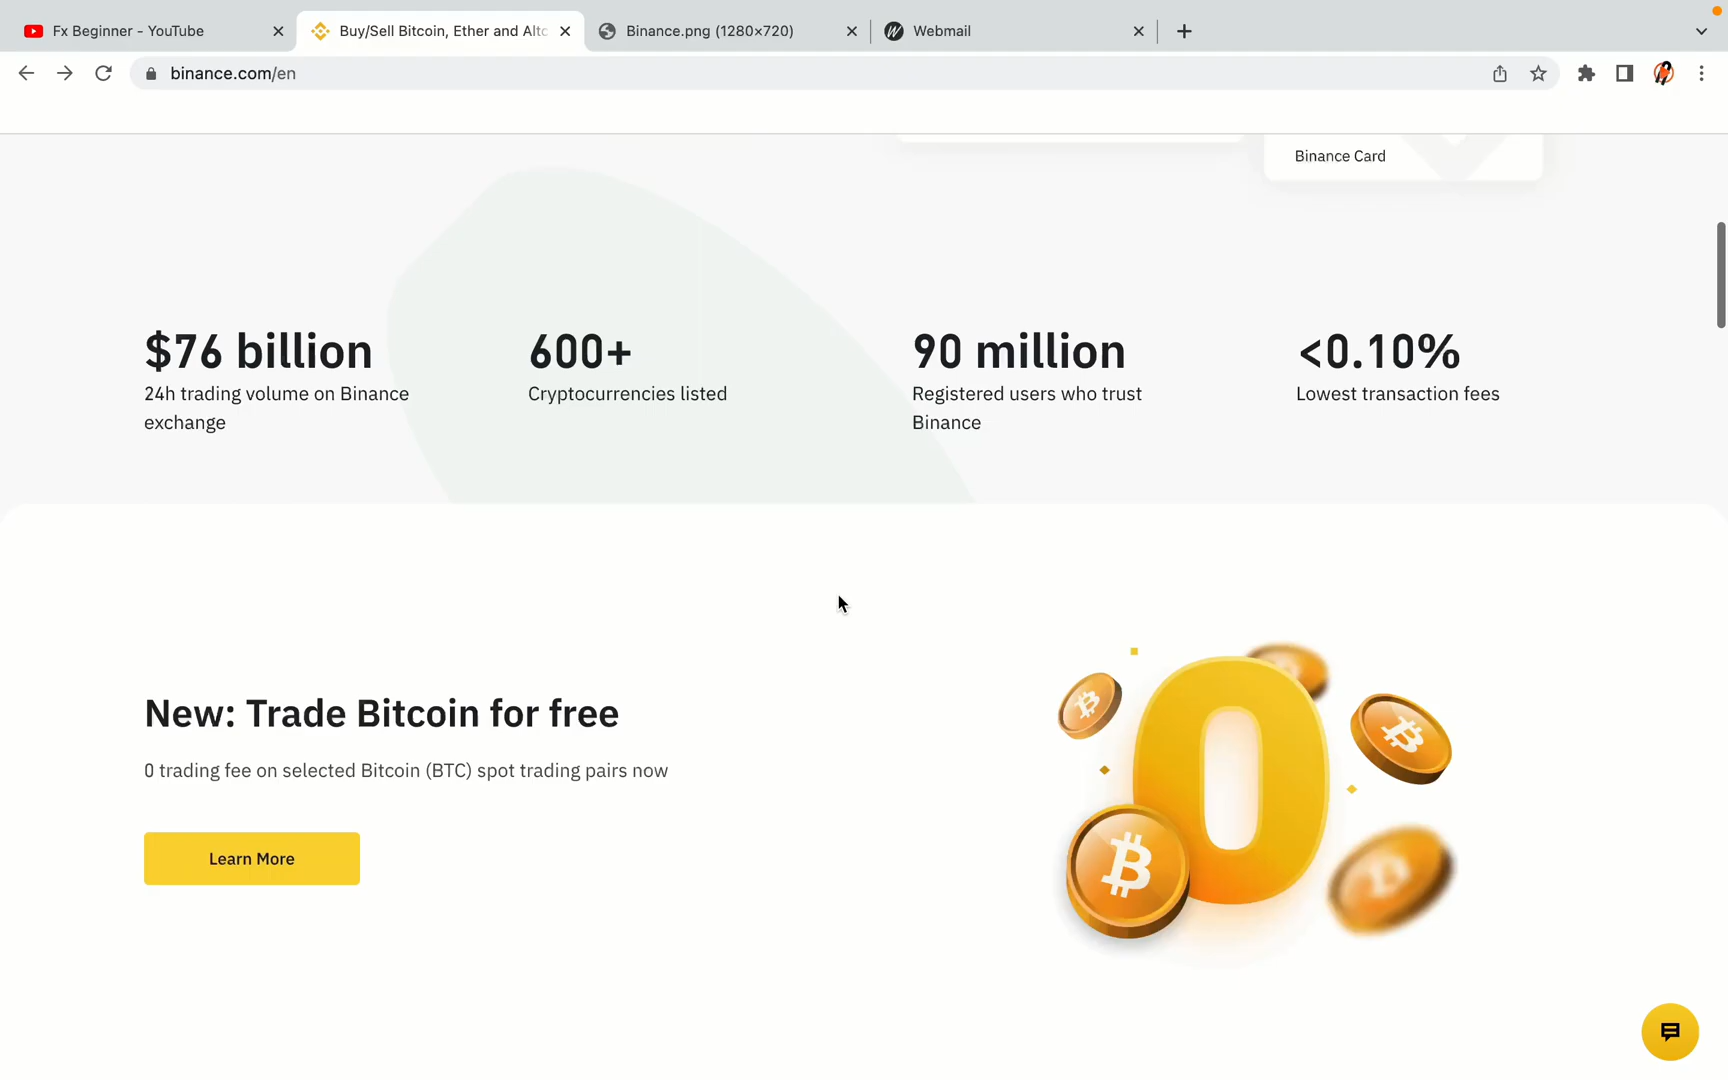 Fx Beginner - YouTube
Buy/Sell Bitcoin, Ether and Altc
Binance.png (1280×720)
Webmail
binance.com/en
Binance Card
$76 billion
24h trading volume on Binance
exchange
600+
Cryptocurrencies listed
90 million
Registered users who trust
Binance
<0.10%
Lowest transaction fees
New: Trade Bitcoin for free
0 trading fee on selected Bitcoin (BTC) spot trading pairs now
Learn More
0